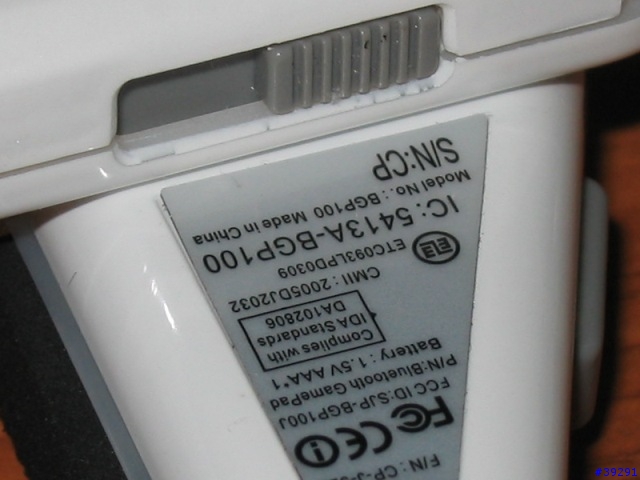 F/N : CP-J-
FC CE
FCC ID:SJP-BGP100J
P/N:Bluetooth GamePad
Battery : 1.5V AAA*1
Complies with
IDA Standards
DA102806
CMII : 2005DJ2032
ETC093LPD0309
IC: 5413A-BGP100
Model No.: BGP100 Made in China
S/N:CP
#39291